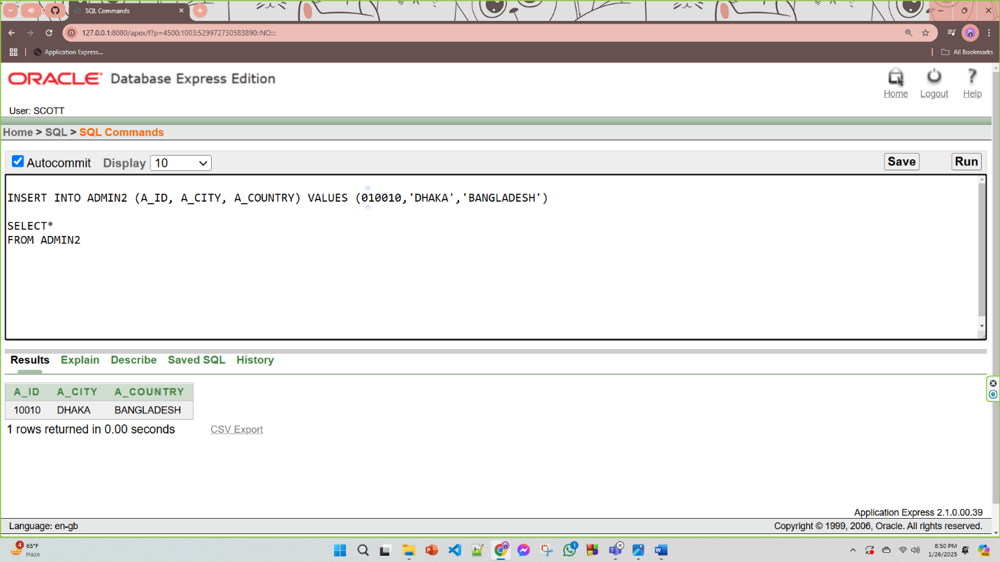 SQL Commands
127.0.0.1:8080/apex/f?p=4500:1003:529972730583890::NO:::
Application Express...
All Bookmarks
ORACLE Database Express Edition
Home Logout Help
User: SCOTT
Home > SQL > SQL Commands
Autocommit Display 10 Save Run
INSERT INTO ADMIN2 (A_ID, A_CITY, A_COUNTRY) VALUES (010010,'DHAKA','BANGLADESH')
SELECT*
FROM ADMIN2
Results Explain Describe Saved SQL History
A_ID A_CITY A_COUNTRY
10010 DHAKA BANGLADESH
1 rows returned in 0.00 seconds CSV Export
Application Express 2.1.0.00.39
Language: en-gb Copyright © 1999, 2006, Oracle. All rights reserved.
4 65°F
Haze
1
8:50 PM
1/26/2025
PRE